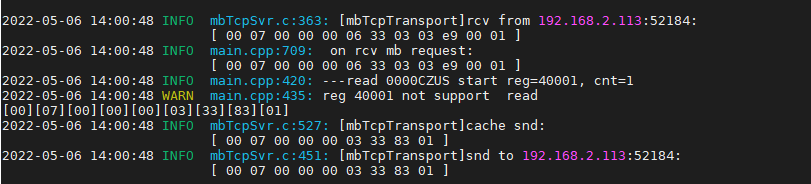 2022-05-06 14:00:48 INFO  mbTcpSvr.c:363: [mbTcpTransport]rcv from 192.168.2.113:52184:
[ 00 07 00 00 00 06 33 03 03 e9 00 01 ]
2022-05-06 14:00:48 INFO  main.cpp:709:  on rcv mb request:
[ 00 07 00 00 00 06 33 03 03 e9 00 01 ]
2022-05-06 14:00:48 INFO  main.cpp:420: ---read 0000CZUS start reg=40001, cnt=1
2022-05-06 14:00:48 WARN  main.cpp:435: reg 40001 not support  read
[00][07][00][00][00][03][33][83][01]
2022-05-06 14:00:48 INFO  mbTcpSvr.c:527: [mbTcpTransport]cache snd:
[ 00 07 00 00 00 03 33 83 01 ]
2022-05-06 14:00:48 INFO  mbTcpSvr.c:451: [mbTcpTransport]snd to 192.168.2.113:52184:
[ 00 07 00 00 00 03 33 83 01 ]